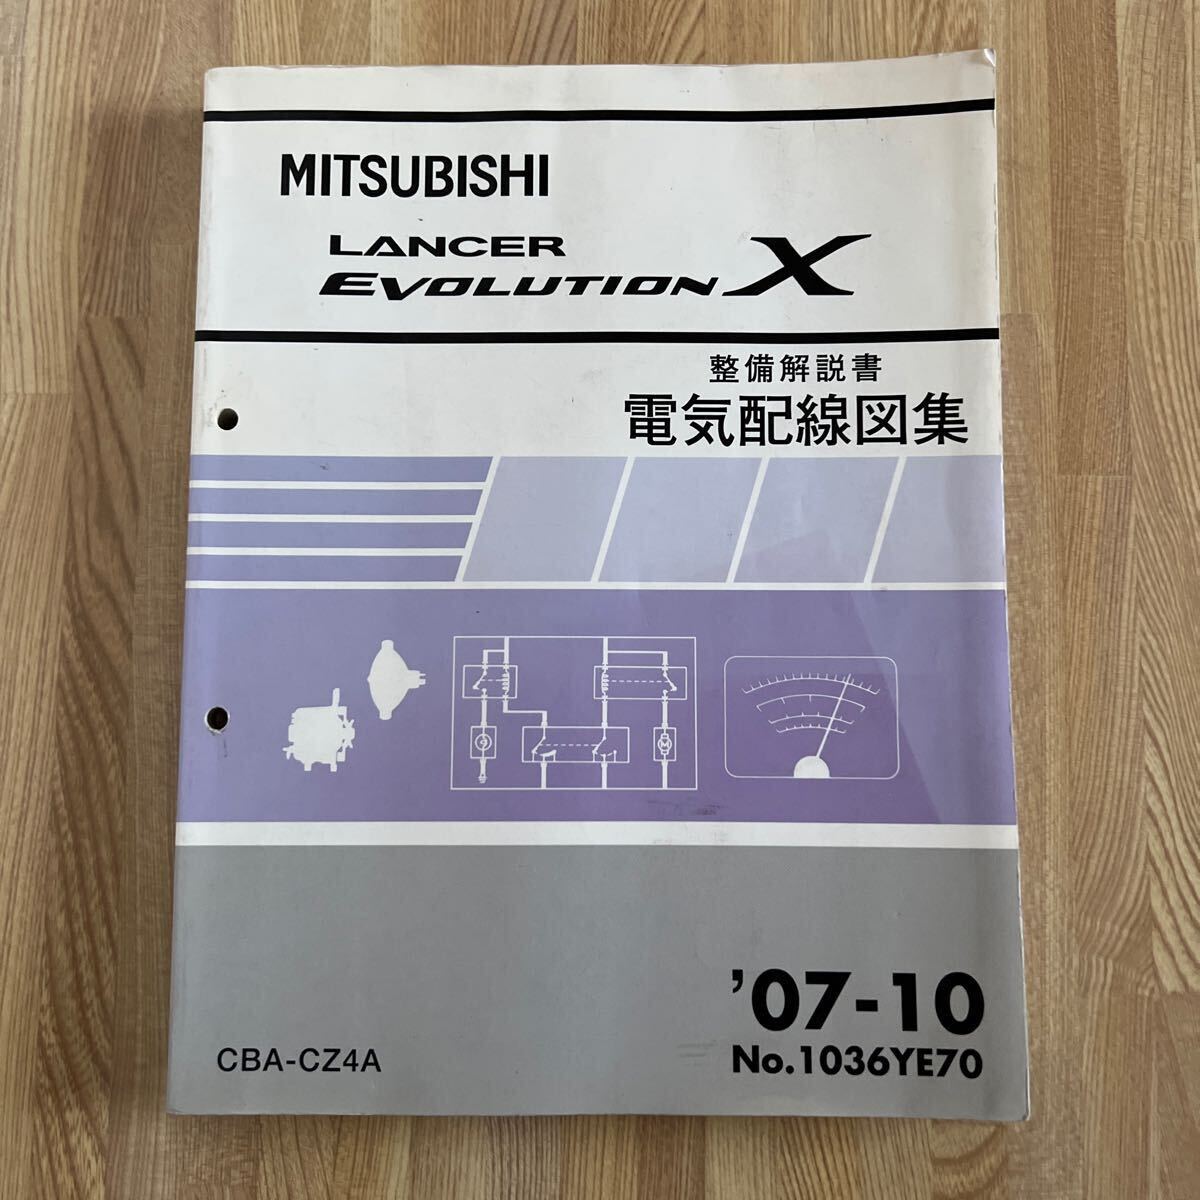 MITSUBISHI
LANCER
EVOLUTION X
整備解説書
電気配線図集
M
'07-10
No.1036YE70
CBA-CZ4A